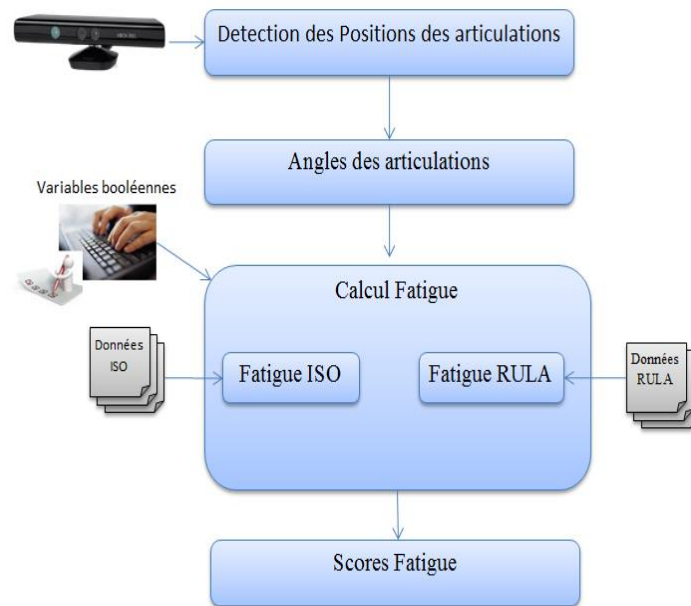 Detection des Positions des articulations
Angles des articulations
Variables booléennes
Calcul Fatigue
Données
ISO
Fatigue ISO
Fatigue RULA
Données
RULA
Scores Fatigue